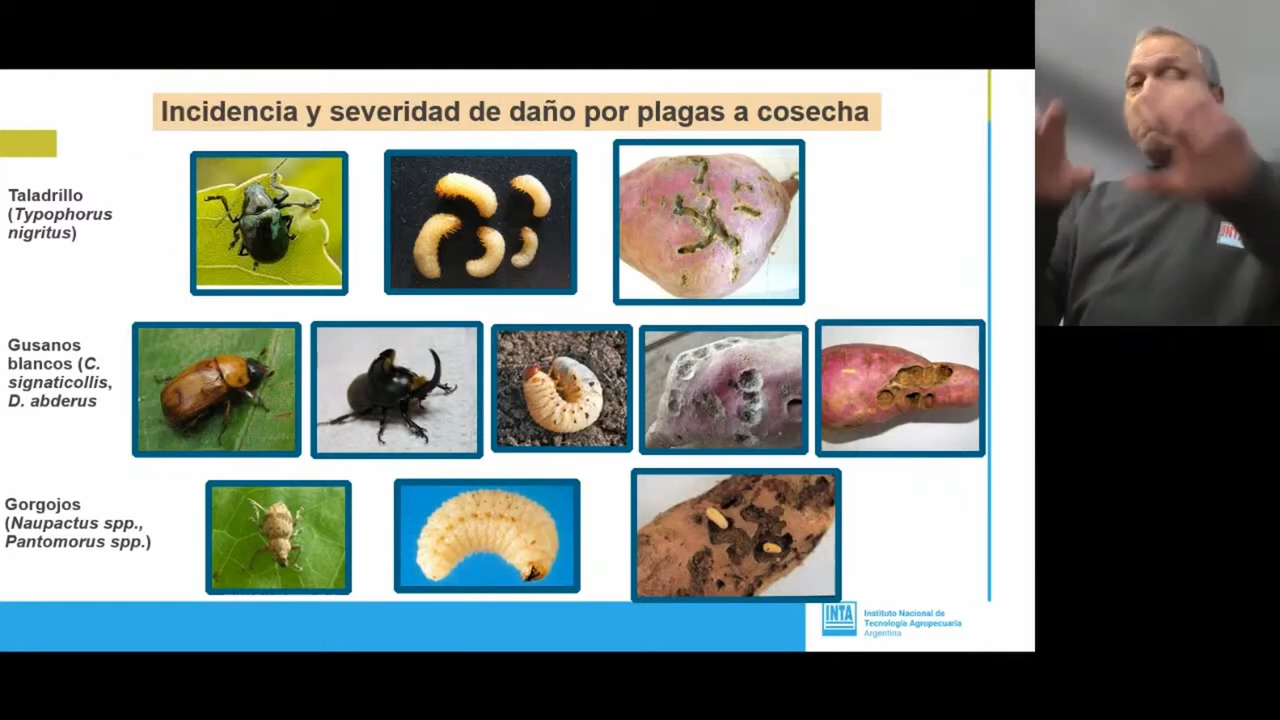 Incidencia y severidad de daño por plagas a cosecha
Taladrillo
(Typophorus
nigritus)
Gusanos
blancos (C.
signaticollis,
D. abderus
Gorgojos
(Naupactus spp.,
Pantomorus spp.)
INTA
Instituto Nacional de
Tecnología Agropecuaria
Argentina
INTA